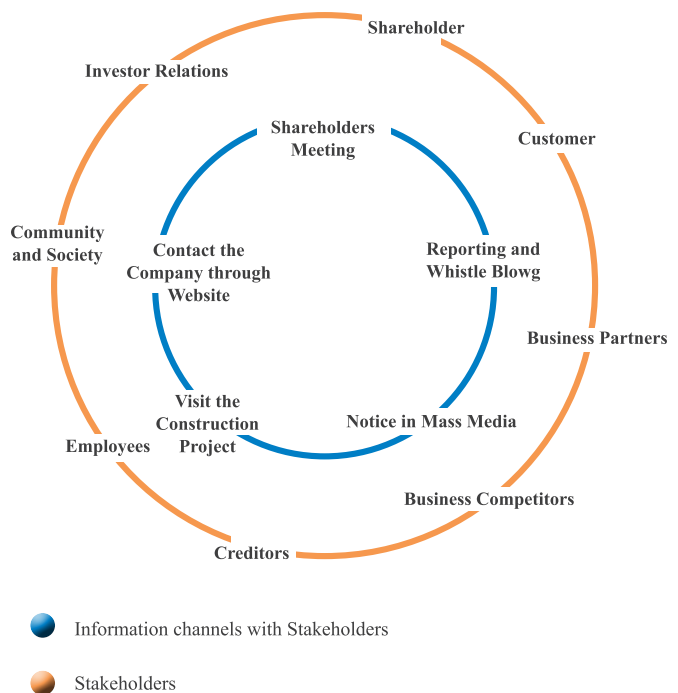 Shareholder
Investor Relations
Shareholders
Meeting
Customer
Community
and Society
Contact the
Company through
Website
Reporting and
Whistle Blowg
Business Partners
Visit the
Construction
Project
Notice in Mass Media
Employees
Business Competitors
Creditors
Information channels with Stakeholders
Stakeholders